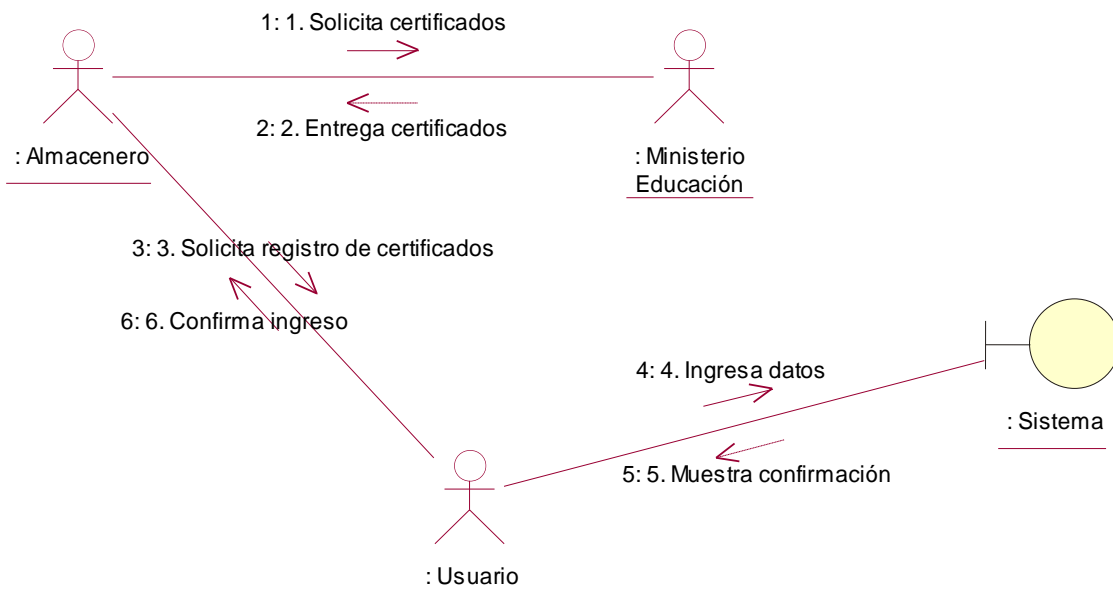 1: 1. Solicita certificados
2: 2. Entrega certificados
: Almacenero
: Ministerio
Educación
3: 3. Solicita registro de certificados
6: 6. Confirma ingreso
4: 4. Ingresa datos
: Sistema
5: 5. Muestra confirmación
: Usuario